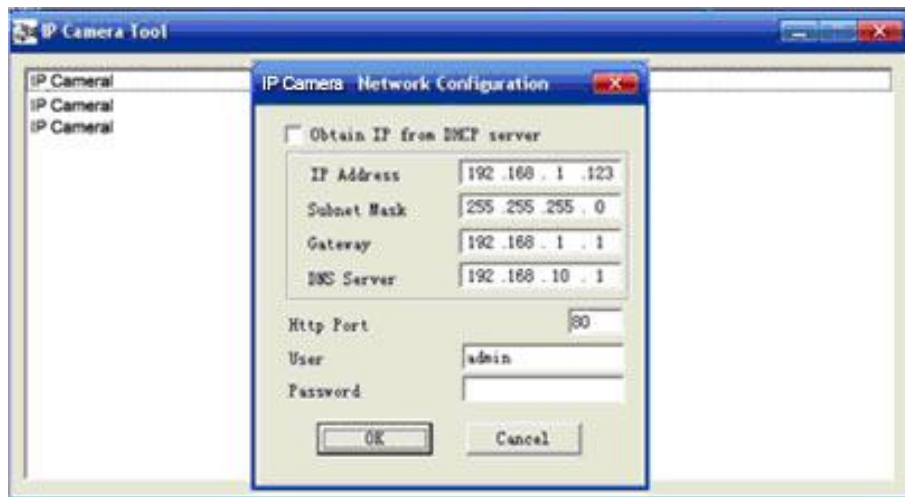 IP Camera Tool
IP Cameral
IP Cameral
IP Cameral
IP Camera Network Configuration
Obtain IP from DHCP server
IP Address 192 .168 . 1 .123
Subnet Mask 255 .255 .255 . 0
Gateway 192 .168 . 1 . 1
DNS Server 192 .168 . 10 . 1
Http Port 80
User admin
Password
OK Cancel